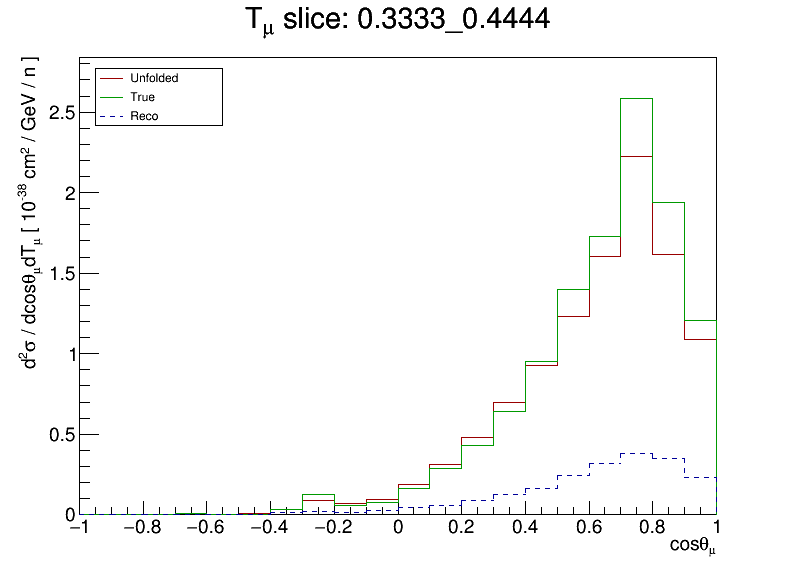 Tμ slice: 0.3333_0.4444
d²σ / dcosθμdTμ [ 10⁻³⁸ cm² / GeV / n ]
Unfolded
True
Reco
2.5
2
1.5
1
0.5
0
−1 −0.8 −0.6 −0.4 −0.2 0 0.2 0.4 0.6 0.8 1
cosθμ